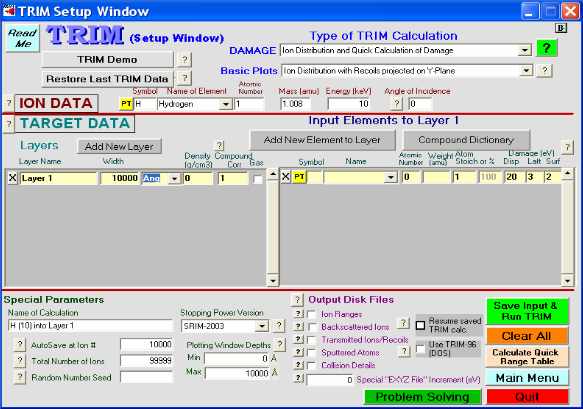 TRIM Setup Window
Read Me
TRIM (Setup Window)
Type of TRIM Calculation
B
TRIM Demo ?
DAMAGE Ion Distribution and Quick Calculation of Damage ?
Restore Last TRIM Data ?
Basic Plots Ion Distribution with Recoils projected on Y-Plane ?
? ION DATA
Symbol Name of Element Atomic Number Mass (amu) Energy (keV) ? Angle of Incidence
PT H Hydrogen 1 1.008 10 0
? TARGET DATA
Input Elements to Layer 1
Layers Add New Layer ?
Add New Element to Layer Compound Dictionary ?
Layer Name Width Density (g/cm3) Compound Corr Gas
Symbol Name Atomic Number Weight (amu) Atom Stoich or % Damage (eV) Disp Latt Surf
X Layer 1 10000 Ang 0 1
X PT 0 1 100 20 3 2
Special Parameters
Name of Calculation
H (10) into Layer 1
Stopping Power Version
SRIM-2003 ?
? AutoSave at Ion # 10000
? Total Number of Ions 99999
? Random Number Seed
Plotting Window Depths ?
Min 0 Å
Max 10000 Å
? Output Disk Files
? Ion Ranges
? Backscattered Ions
? Transmitted Ions/Recoils
? Sputtered Atoms
? Collision Details
0 Special "EXYZ File" Increment (eV)
? Resume saved TRIM calc.
? Use TRIM-96 (DOS)
Save Input & Run TRIM
Clear All
Calculate Quick Range Table
Main Menu
Problem Solving
Quit